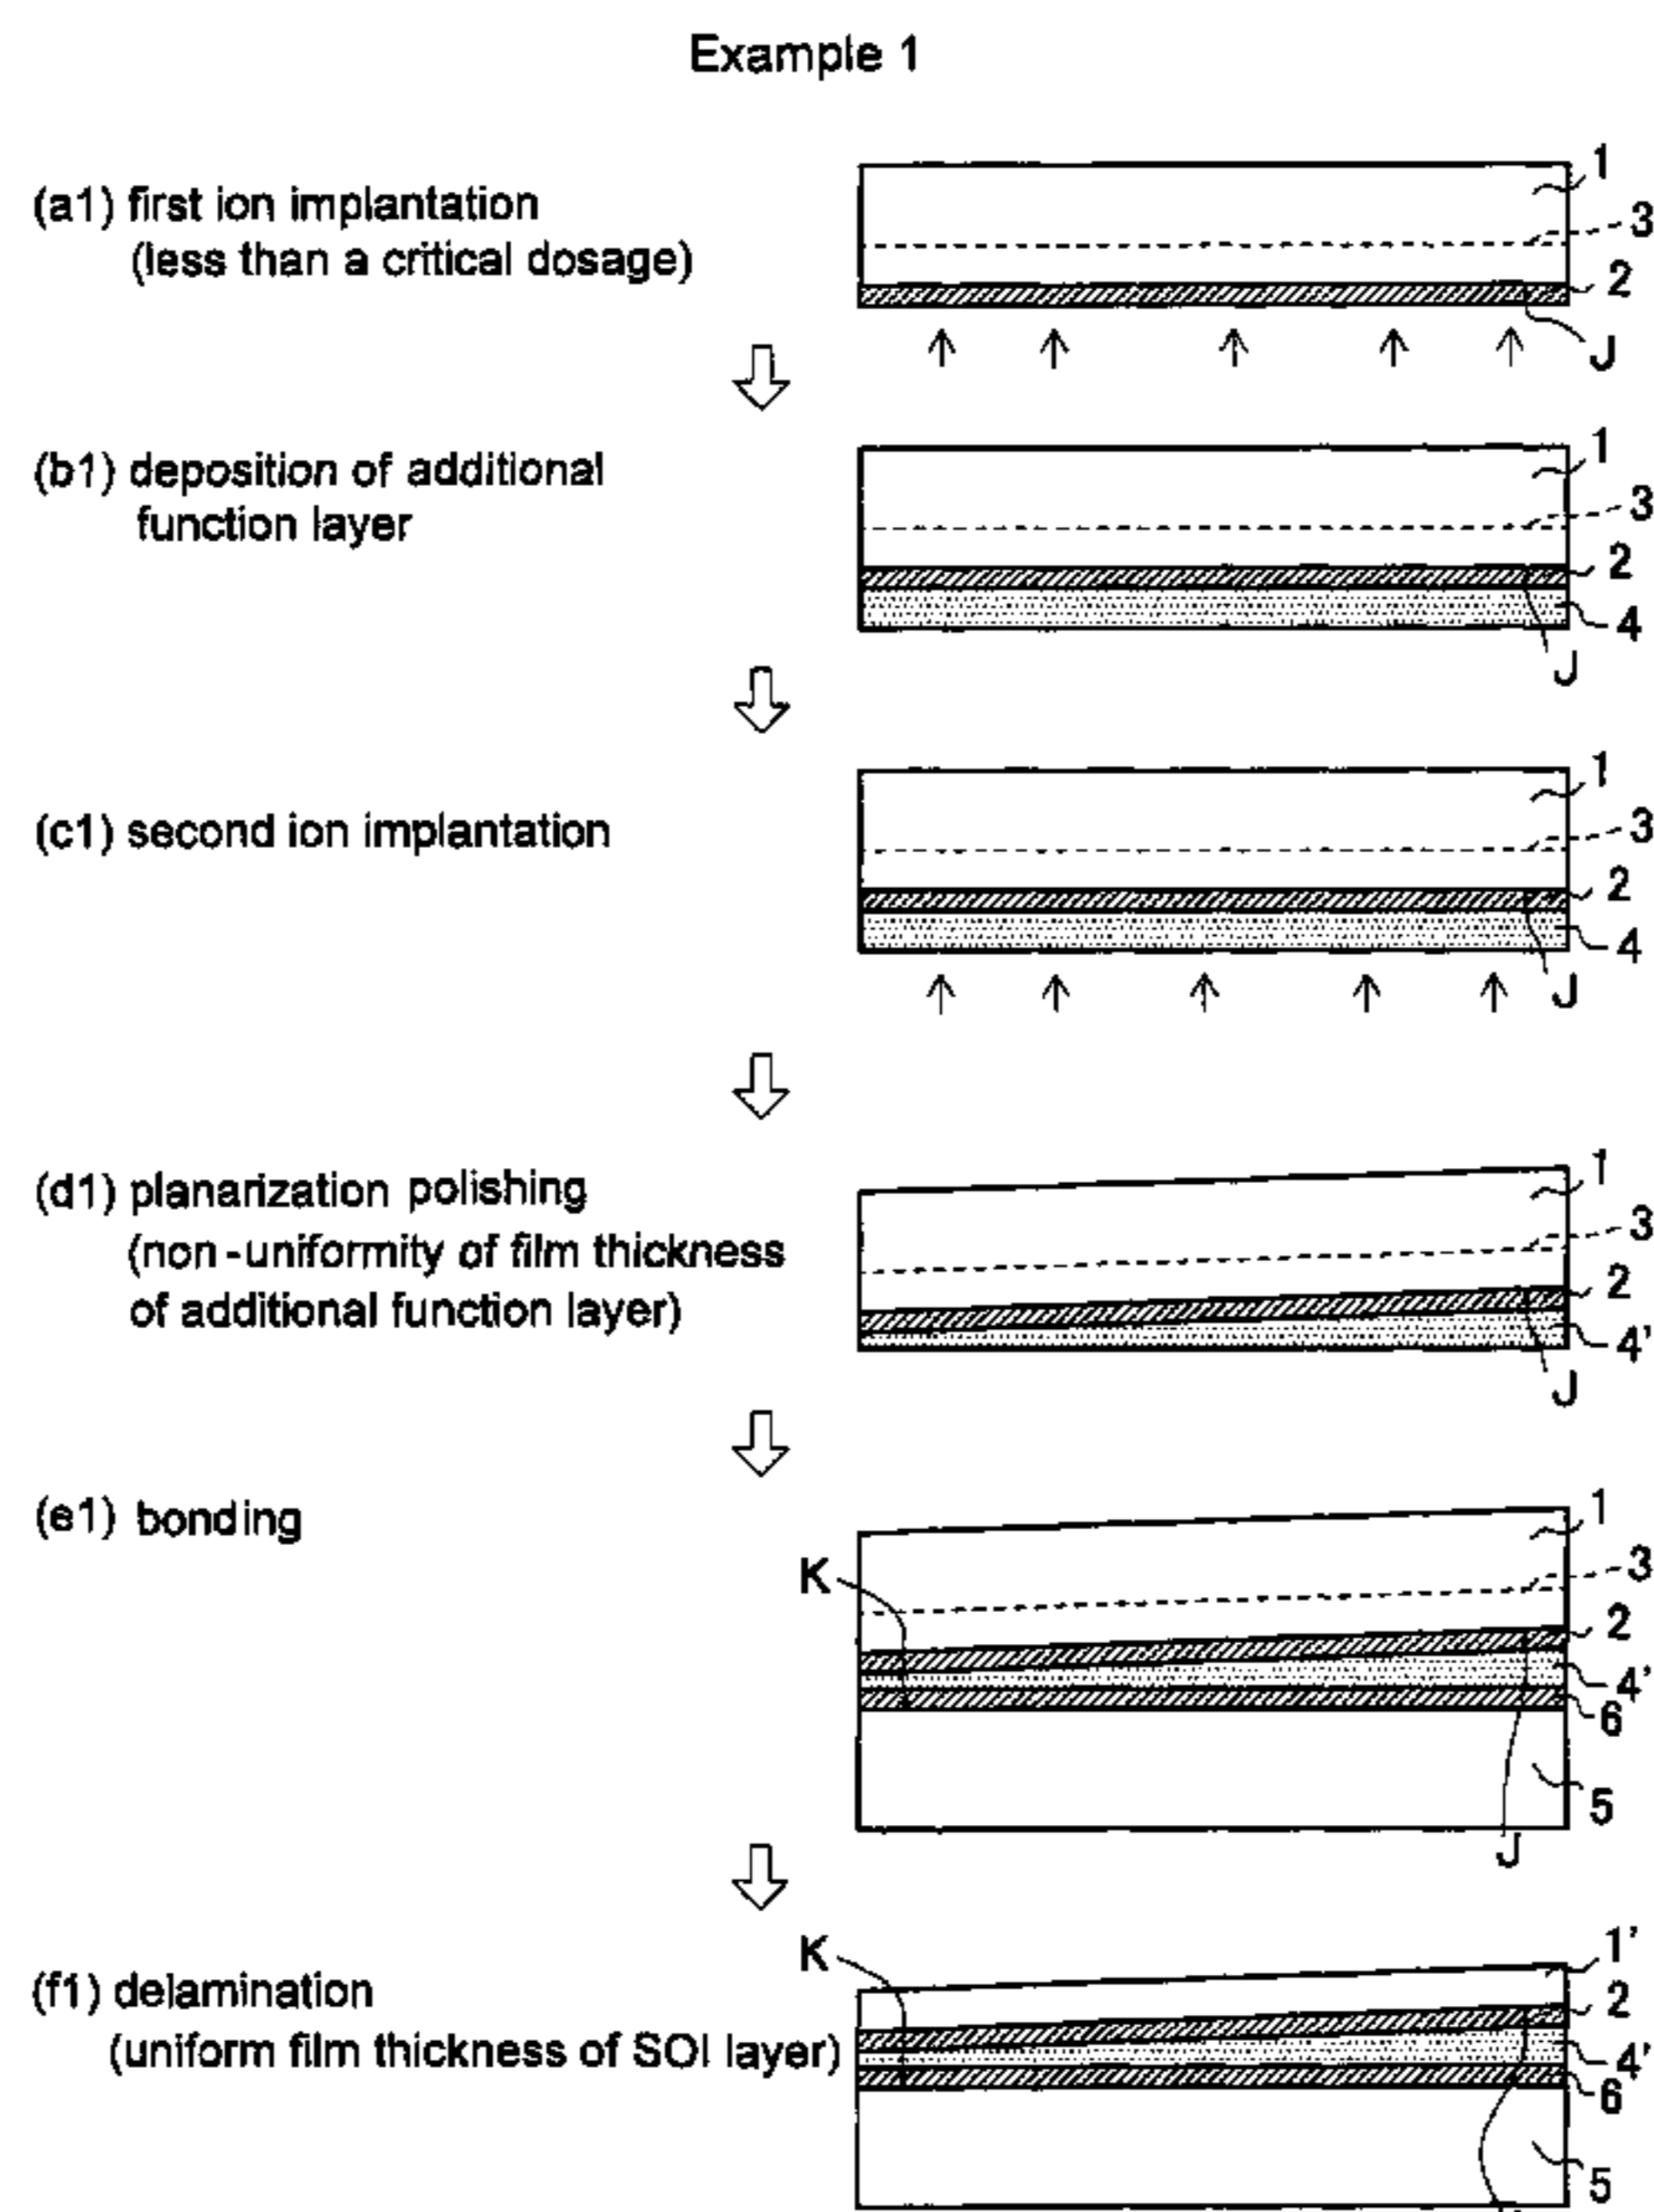 Example 1
(a1) first ion implantation
(less than a critical dosage)
1
3
2
J
(b1) deposition of additional
function layer
1
3
2
4
J
(c1) second ion implantation
1
3
2
4
J
(d1) planarization polishing
(non-uniformity of film thickness
of additional function layer)
1
3
2
4'
J
(e1) bonding
K
1
3
2
4'
6
5
J
(f1) delamination
(uniform film thickness of SOI layer)
K
1'
2
4'
6
5